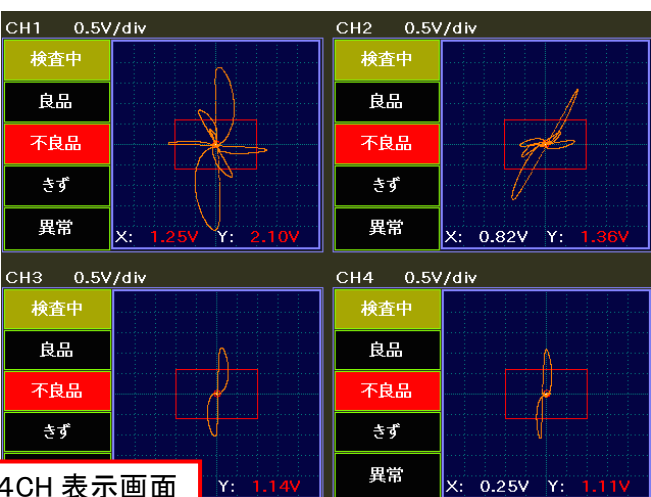 CH1 0.5V/div
検査中
良品
不良品
きず
異常
X: 1.25V Y: 2.10V
CH2 0.5V/div
検査中
良品
不良品
きず
異常
X: 0.82V Y: 1.36V
CH3 0.5V/div
検査中
良品
不良品
きず
Y: 1.14V
CH4 0.5V/div
検査中
良品
不良品
きず
異常
X: 0.25V Y: 1.11V
4CH 表示画面